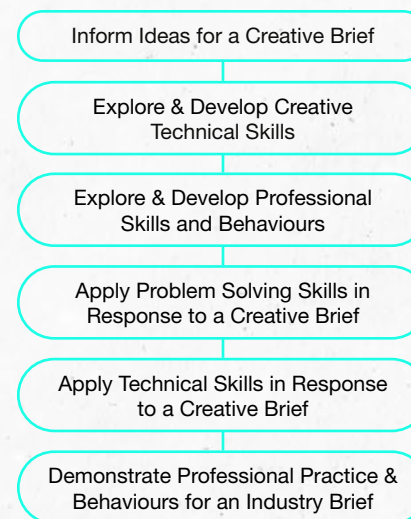 Inform Ideas for a Creative Brief
Explore & Develop Creative
Technical Skills
Explore & Develop Professional
Skills and Behaviours
Apply Problem Solving Skills in
Response to a Creative Brief
Apply Technical Skills in Response
to a Creative Brief
Demonstrate Professional Practice &
Behaviours for an Industry Brief